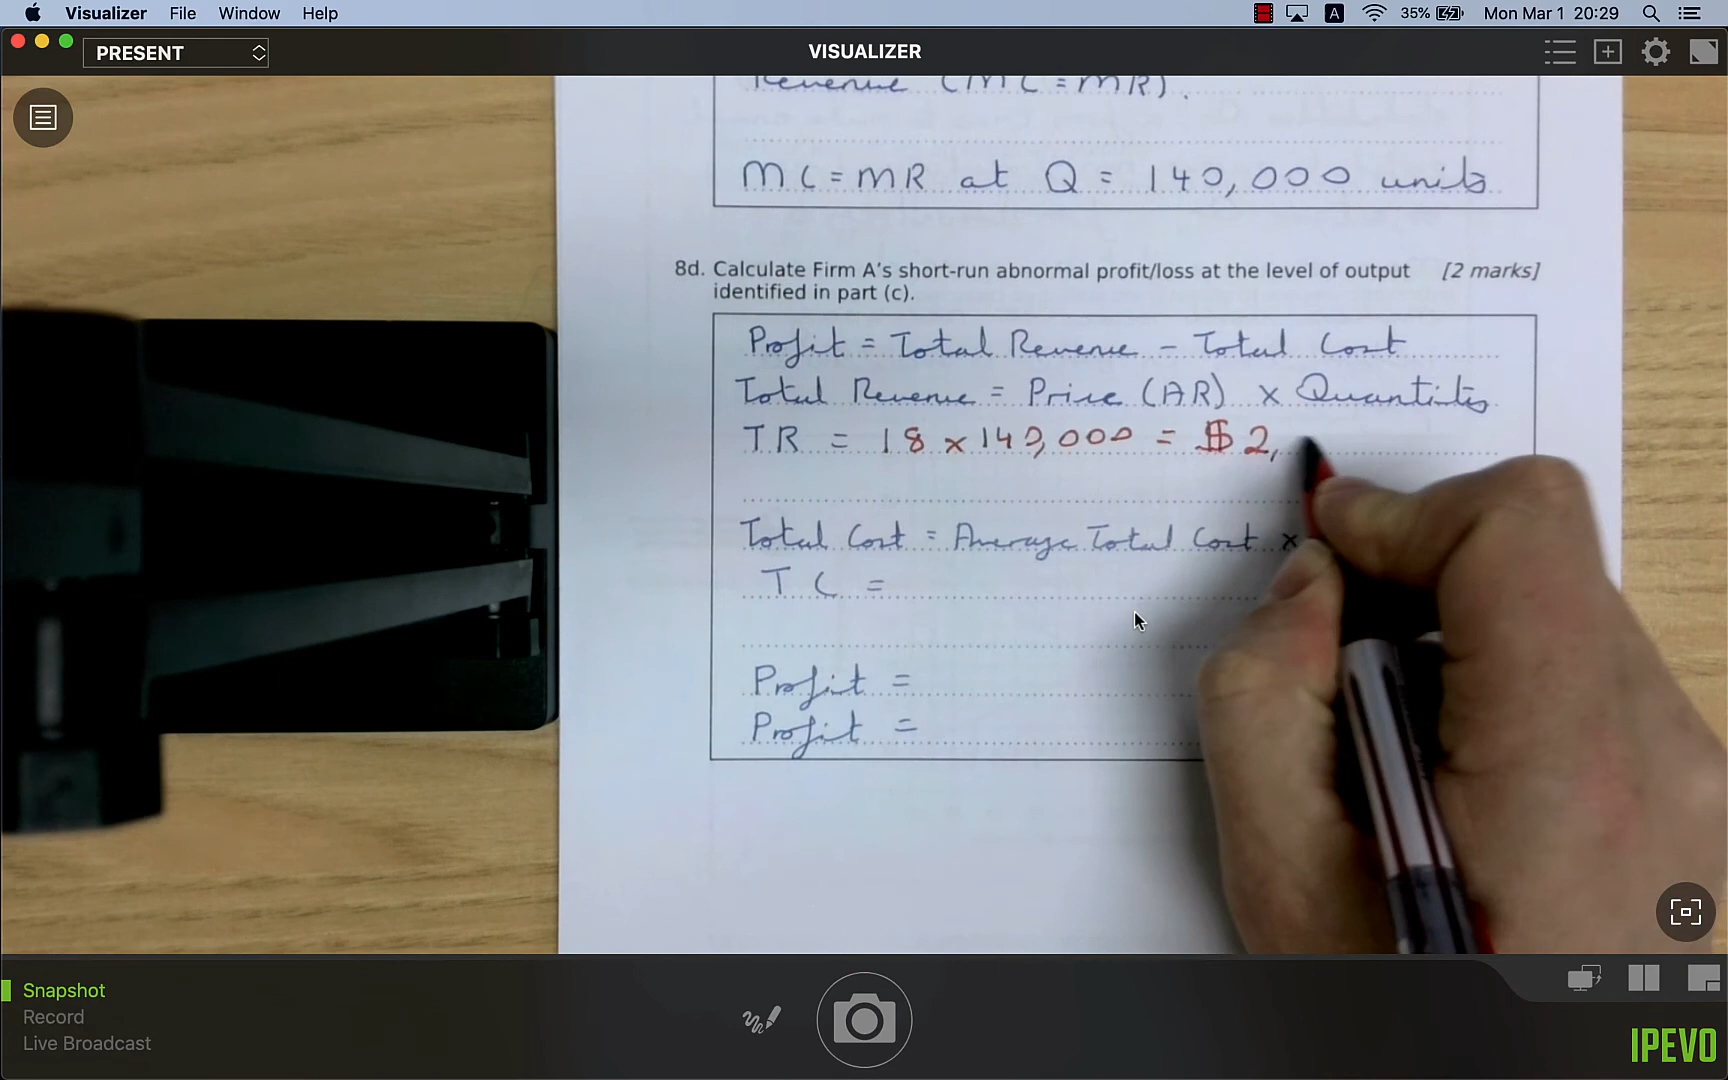 Visualizer File Window Help A 35% Mon Mar 1 20:29
PRESENT
VISUALIZER
Revenue (MC = MR).
MC = MR at Q = 140,000 units
8d. Calculate Firm A's short-run abnormal profit/loss at the level of output [2 marks]
identified in part (c).
Profit = Total Revenue - Total Cost
Total Revenue = Price (AR) x Quantity
TR = 18 x 140,000 = $2,
Total Cost = Average Total Cost x
TC =
Profit =
Profit =
Snapshot
Record
Live Broadcast
IPEVO